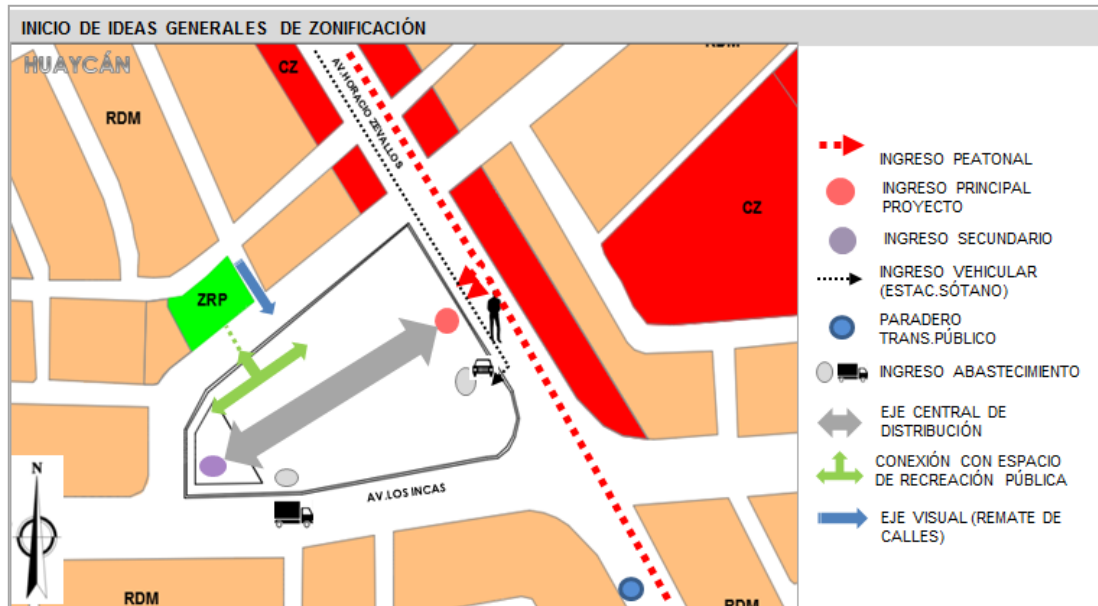 INICIO DE IDEAS GENERALES DE ZONIFICACIÓN
HUAYCÁN
RDM
CZ
AV.HORACIO ZEVALLOS
RDM
CZ
ZRP
AV.LOS INCAS
N
RDM
RDM
INGRESO PEATONAL
INGRESO PRINCIPAL
PROYECTO
INGRESO SECUNDARIO
INGRESO VEHICULAR
(ESTAC.SÓTANO)
PARADERO
TRANS.PÚBLICO
INGRESO ABASTECIMIENTO
EJE CENTRAL DE
DISTRIBUCIÓN
CONEXIÓN CON ESPACIO
DE RECREACIÓN PÚBLICA
EJE VISUAL (REMATE DE
CALLES)